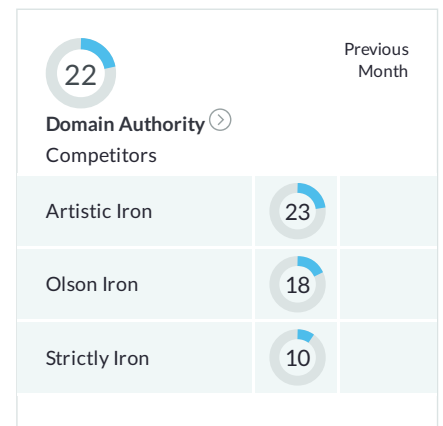 22
Previous
Month
Domain Authority
Competitors
Artistic Iron 23
Olson Iron 18
Strictly Iron 10